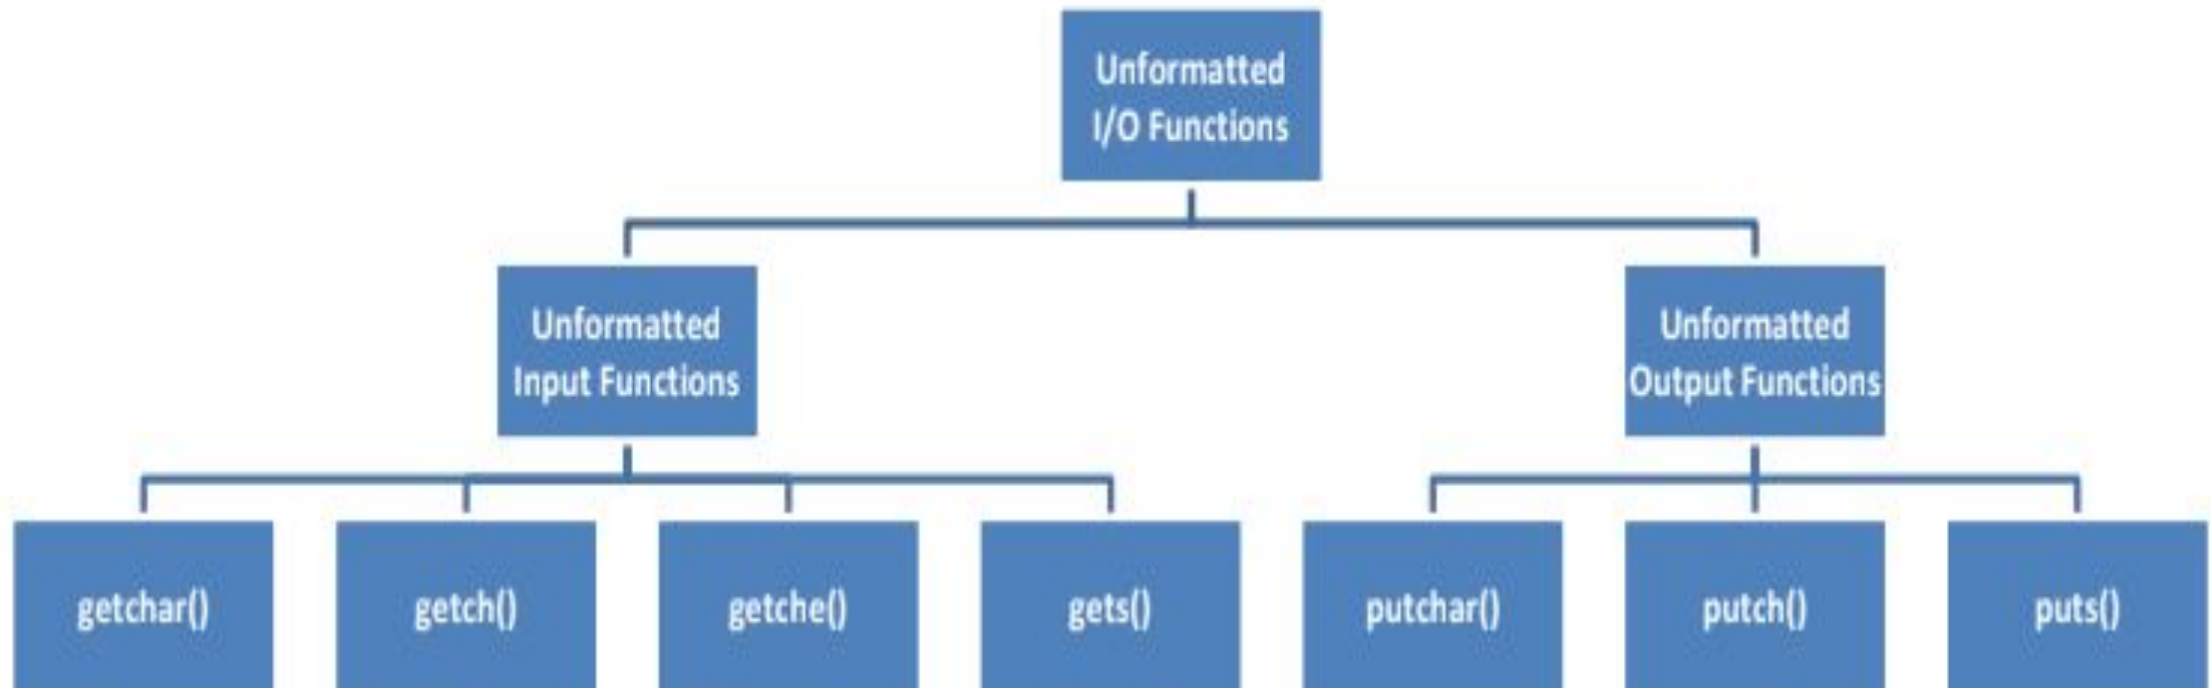 Unformatted
I/O Functions
Unformatted
Input Functions
Unformatted
Output Functions
getchar()
getch()
getche()
gets()
putchar()
putch()
puts()